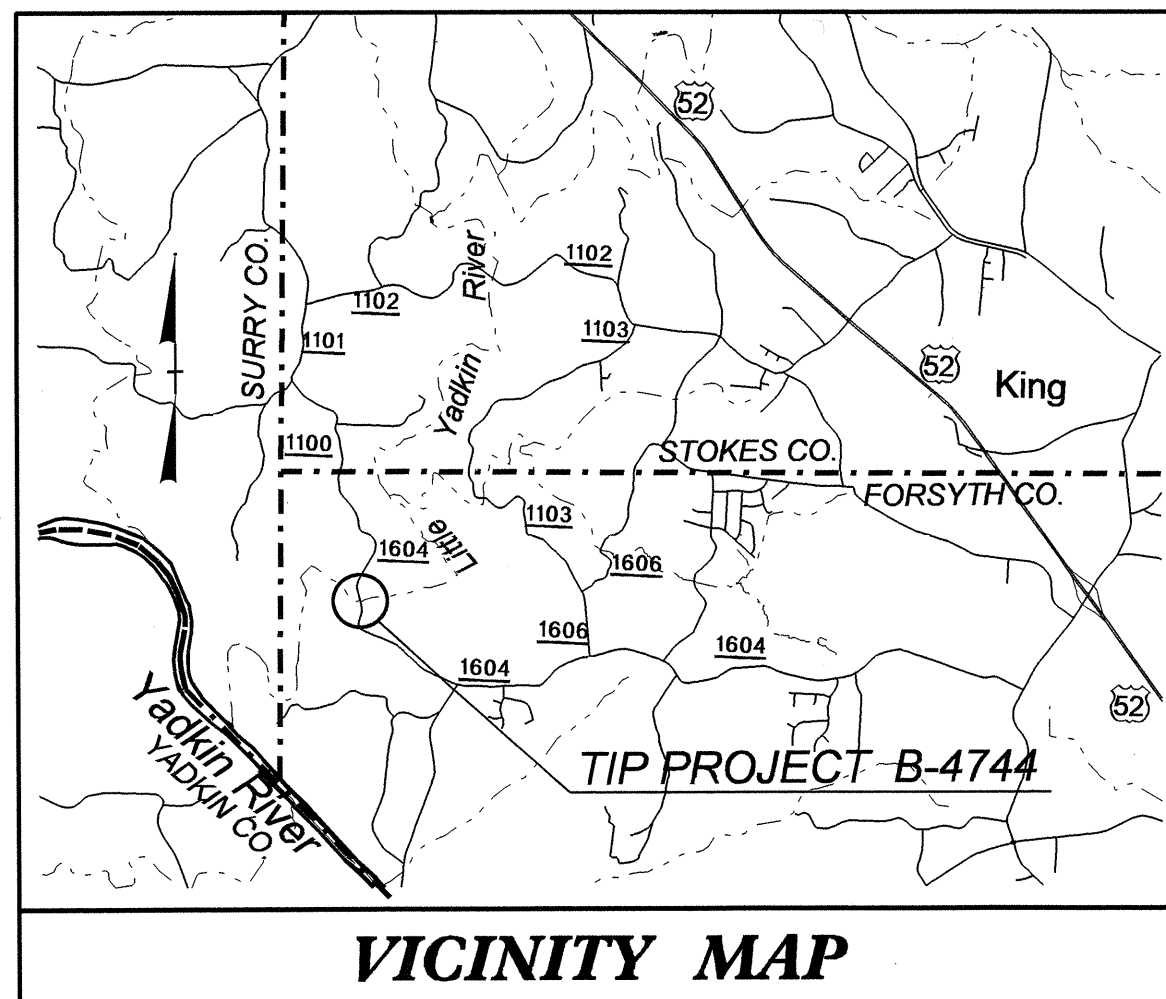 52
SURRY CO.
River
1102
1102
1101
1103
52
King
Yadkin
1100
STOKES CO.
FORSYTH CO.
1103
Little
1604
1606
1606
1604
1604
52
Yadkin River
YADKIN CO.
TIP PROJECT B-4744
VICINITY MAP